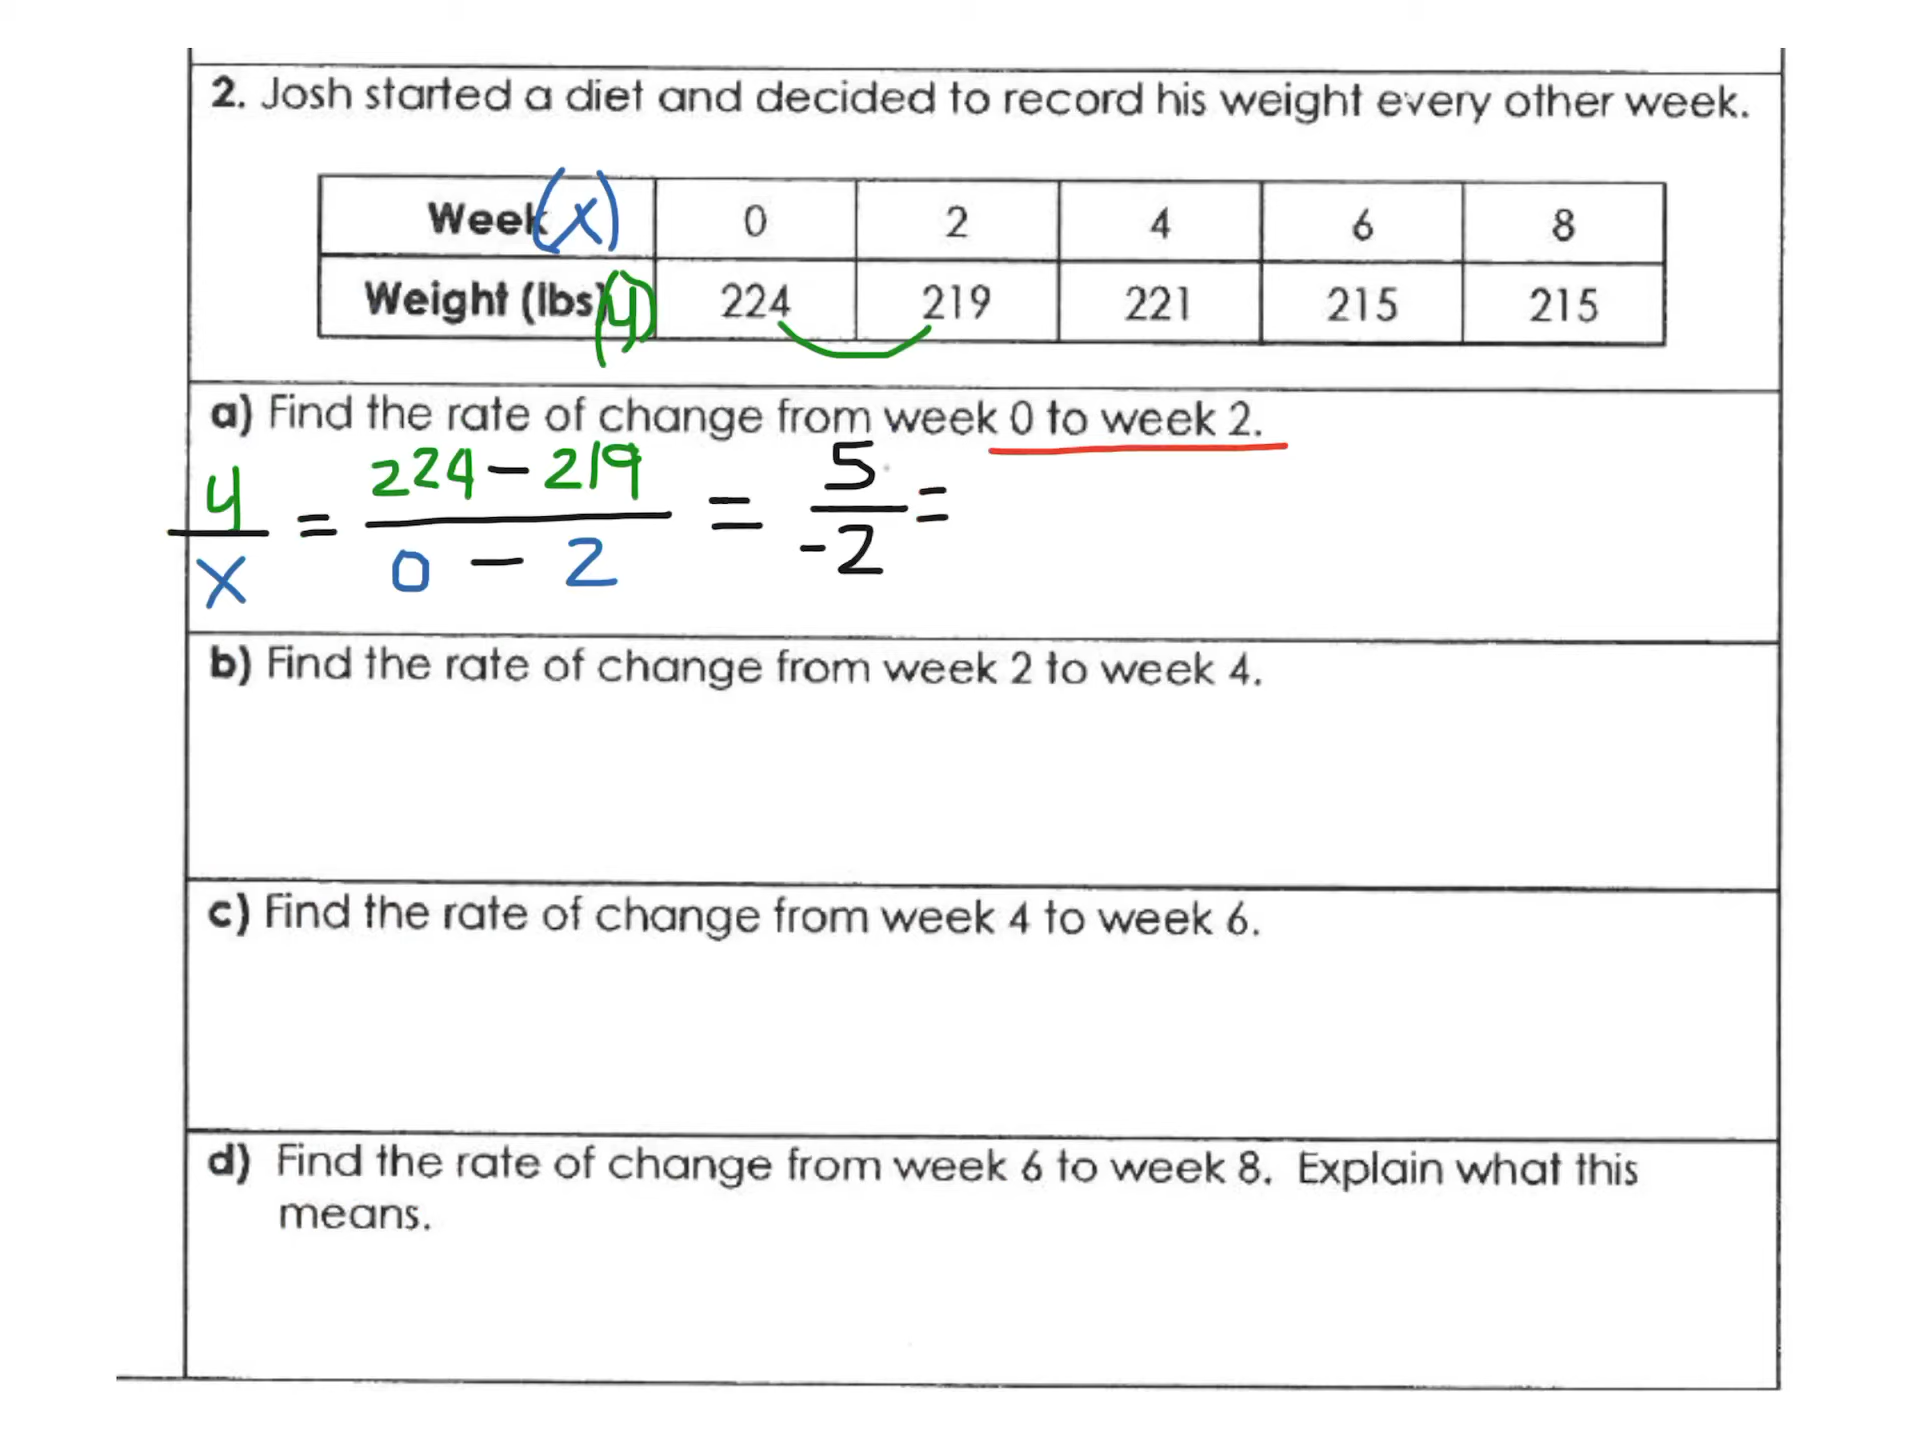 2. Josh started a diet and decided to record his weight every other week.
Week (x) 0 2 4 6 8
Weight (lbs) (y) 224 219 221 215 215
a) Find the rate of change from week 0 to week 2.
y/x = 224 - 219 / 0 - 2 = 5/-2 =
b) Find the rate of change from week 2 to week 4.
c) Find the rate of change from week 4 to week 6.
d) Find the rate of change from week 6 to week 8. Explain what this
means.